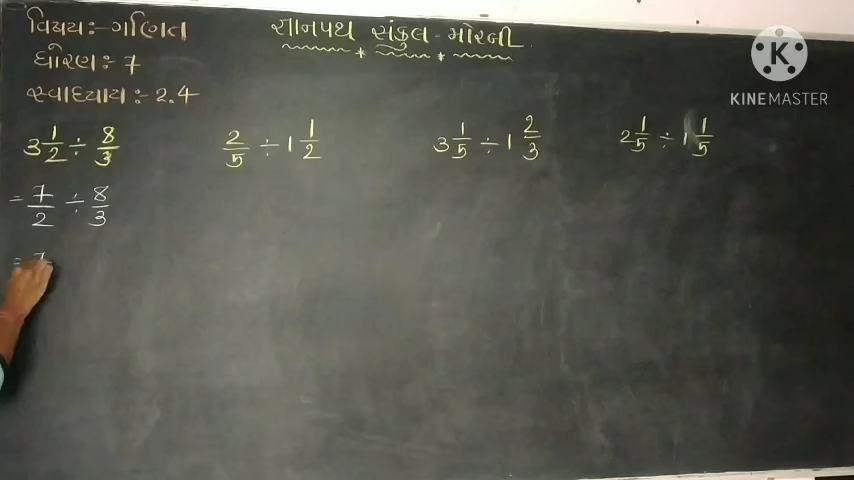 વિષય:- ગણિત
જ્ઞાનપથ સંકુલ - મોરબી
ધોરણ:- 7
સ્વાધ્યાય:- 2.4
K
KINEMASTER
3 1/2 ÷ 8/3
2/5 ÷ 1 1/2
3 1/5 ÷ 1 2/3
2 1/5 ÷ 1 1/5
= 7/2 ÷ 8/3
= 7